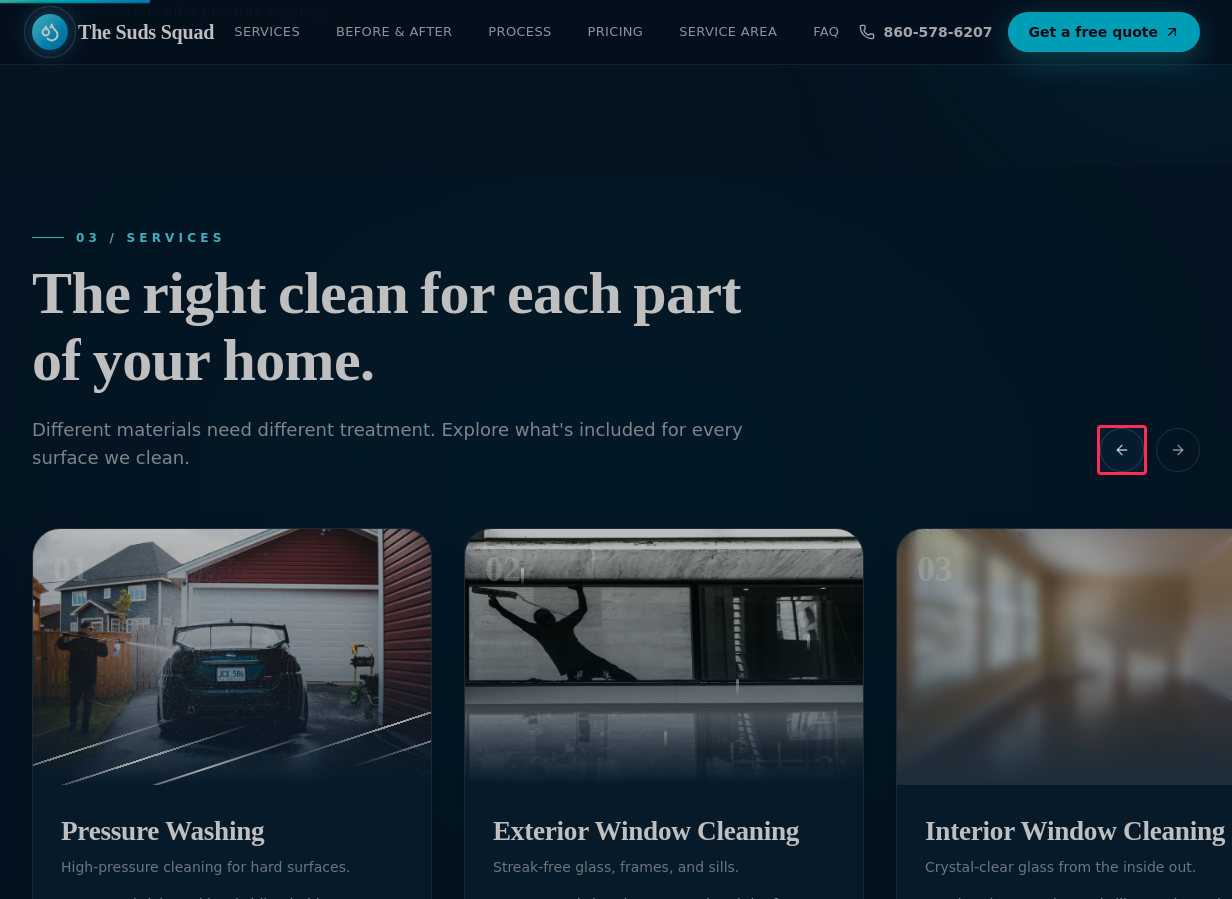 The Suds Squad
SERVICES
BEFORE & AFTER
PROCESS
PRICING
SERVICE AREA
FAQ
860-578-6207
Get a free quote
03 / SERVICES
The right clean for each part
of your home.
Different materials need different treatment. Explore what's included for every
surface we clean.
01
02
03
JCX 586
Pressure Washing
High-pressure cleaning for hard surfaces.
Exterior Window Cleaning
Streak-free glass, frames, and sills.
Interior Window Cleaning
Crystal-clear glass from the inside out.